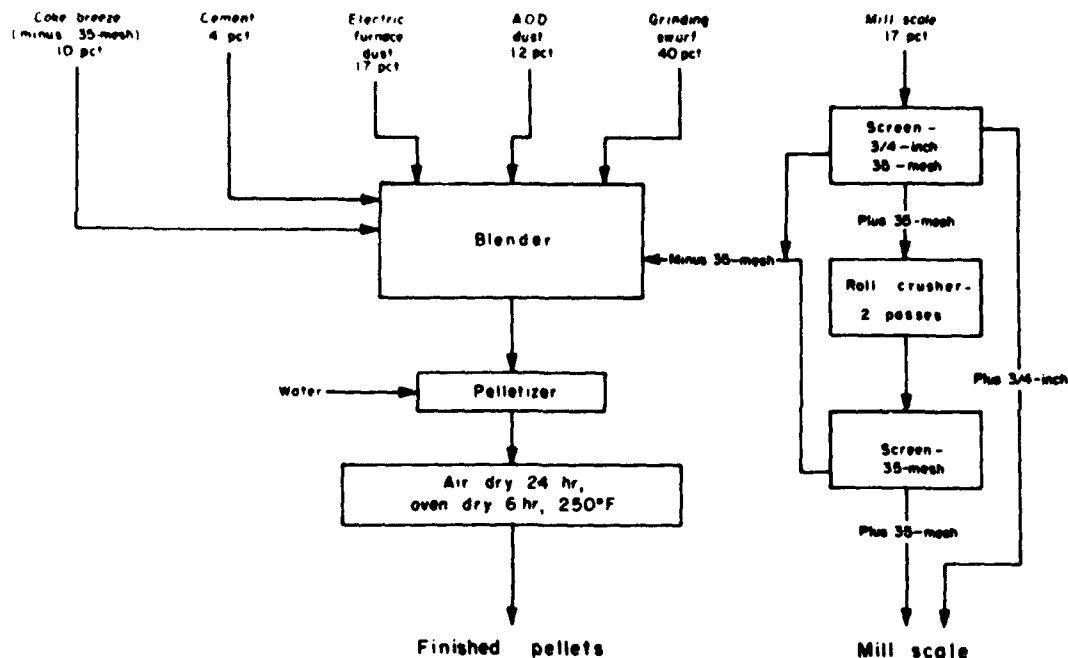 Coke breeze
(minus 35-mesh)
10 pct
Cement
4 pct
Electric
furnace
dust
17 pct
AOD
dust
12 pct
Grinding
swarf
40 pct
Mill scale
17 pct
Screen-
3/4-inch
35-mesh
Plus 35-mesh
Blender
Minus 35-mesh
Roll crusher-
2 passes
Plus 3/4-inch
Water
Pelletizer
Screen-
35-mesh
Air dry 24 hr,
oven dry 6 hr, 250°F
Plus 35-mesh
Finished pellets
Mill scale